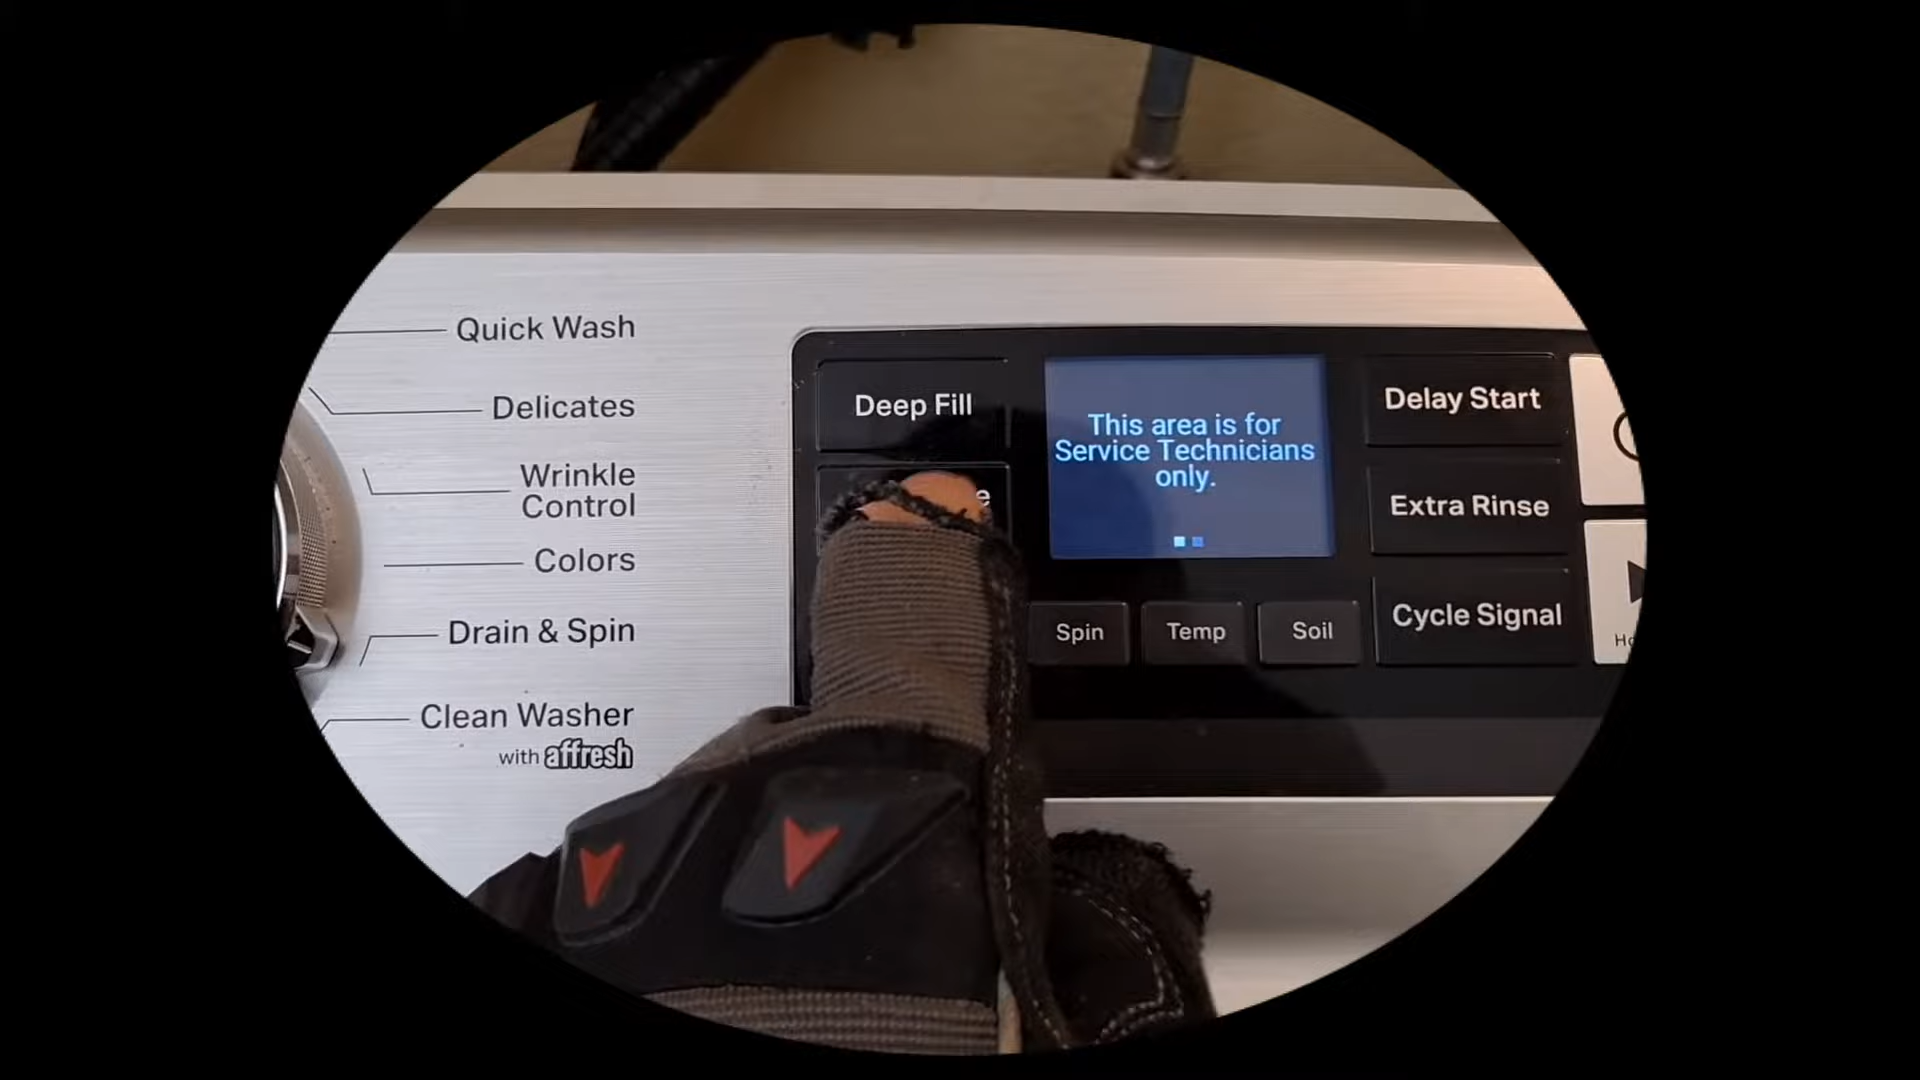 Quick Wash
Delicates
Wrinkle
Control
Colors
Drain & Spin
Clean Washer
with affresh
Deep Fill
This area is for
Service Technicians
only.
Spin
Temp
Soil
Delay Start
Extra Rinse
Cycle Signal